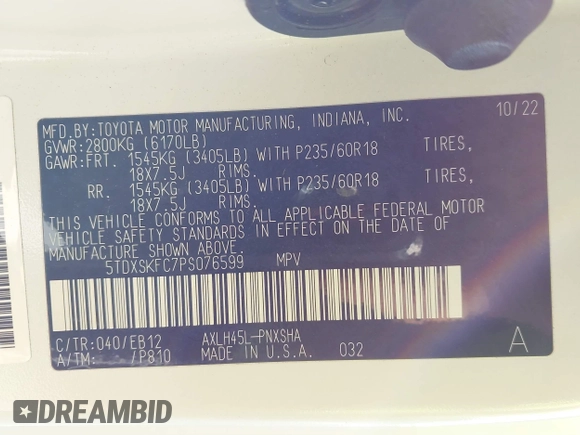 MFD.BY:TOYOTA MOTOR MANUFACTURING, INDIANA, INC. 10/22
GVWR:2800KG (6170LB)
GAWR:FRT. 1545KG (3405LB) WITH P235/60R18 TIRES,
18X7.5J RIMS.
RR. 1545KG (3405LB) WITH P235/60R18 TIRES,
18X7.5J RIMS.
THIS VEHICLE CONFORMS TO ALL APPLICABLE FEDERAL MOTOR
VEHICLE SAFETY STANDARDS IN EFFECT ON THE DATE OF
MANUFACTURE SHOWN ABOVE.
5TDXSKFC7PS076599 MPV
C/TR:040/EB12 AXLH45L-PNXSHA
A/TM: /P810 MADE IN U.S.A. 032 A
DREAMBID